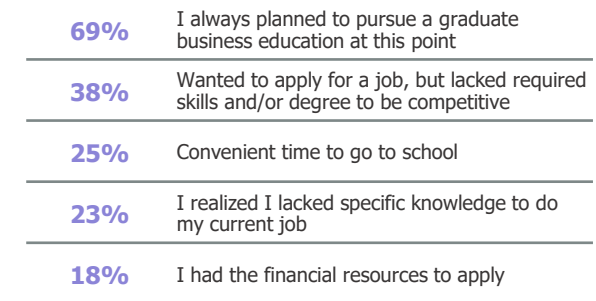 69%
I always planned to pursue a graduate
business education at this point
38%
Wanted to apply for a job, but lacked required
skills and/or degree to be competitive
25%
Convenient time to go to school
23%
I realized I lacked specific knowledge to do
my current job
18%
I had the financial resources to apply